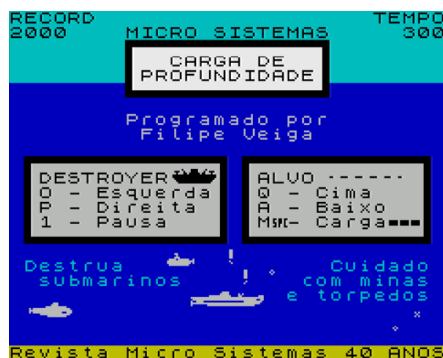 RECORD TEMPO
2000 MICRO SISTEMAS 300
CARGA DE
PROFUNDIDADE
Programado por
Filipe Veiga
DESTROYER
O - Esquerda
P - Direita
1 - Pausa
ALVO ------
Q - Cima
A - Baixo
MSPC- Carga
Destrua
submarinos
Cuidado
com minas
e torpedos
Revista Micro Sistemas 40 ANOS